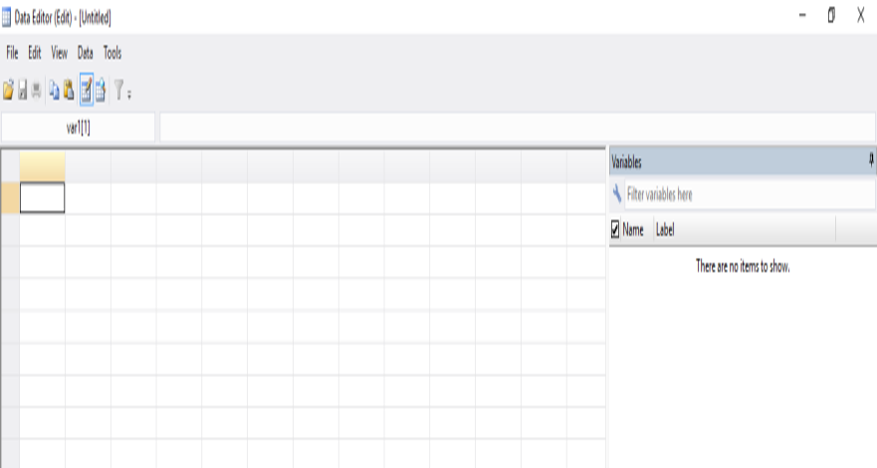 Data Editor (Edit) - [Untitled]
File Edit View Data Tools
var1[1]
Variables
Filter variables here
Name Label
There are no items to show.